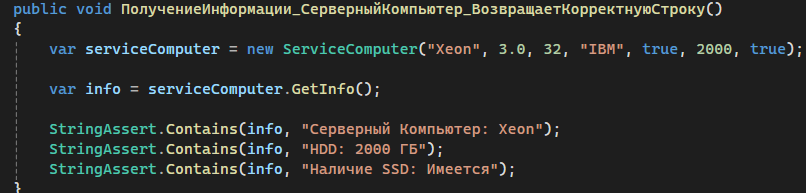 public void ПолучениеИнформации_СерверныйКомпьютер_ВозвращаетКорректнуюСтроку()
{
var serviceComputer = new ServiceComputer("Xeon", 3.0, 32, "IBM", true, 2000, true);
var info = serviceComputer.GetInfo();
StringAssert.Contains(info, "Серверный Компьютер: Xeon");
StringAssert.Contains(info, "HDD: 2000 ГБ");
StringAssert.Contains(info, "Наличие SSD: Имеется");
}